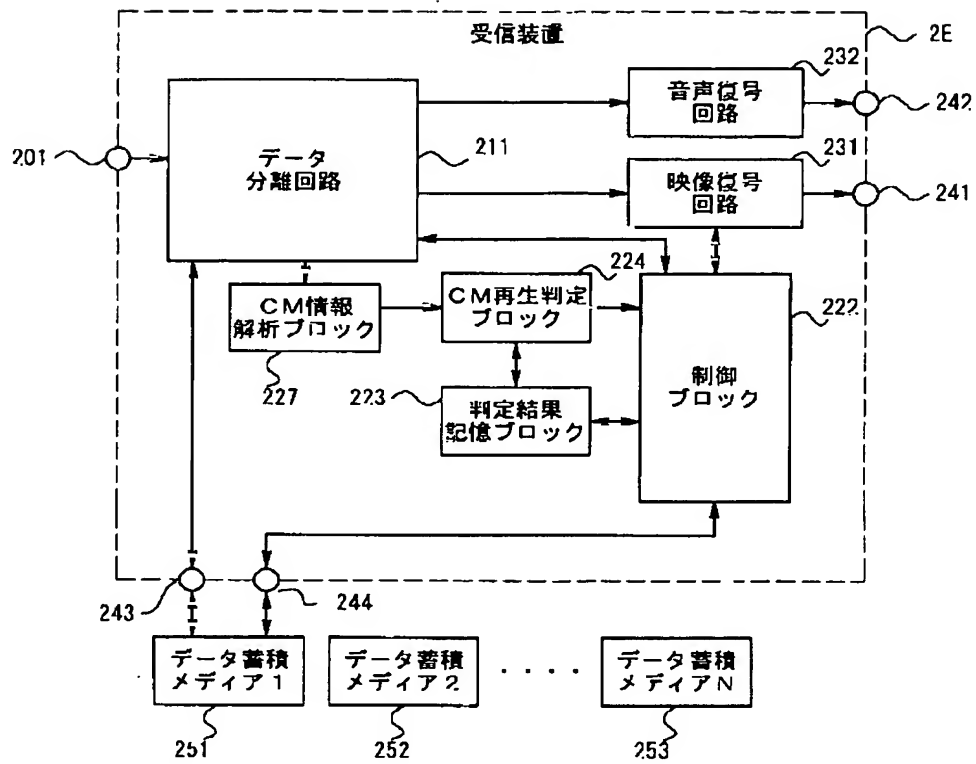 受信装置
2E
232
音声復号
回路
242
201
データ
分離回路
211
231
映像復号
回路
241
224
CM情報
解析ブロック
CM再生判定
ブロック
222
227
223
判定結果
記憶ブロック
制御
ブロック
243
244
データ蓄積
メディア1
データ蓄積
メディア2
・・・・
データ蓄積
メディアN
251
252
253